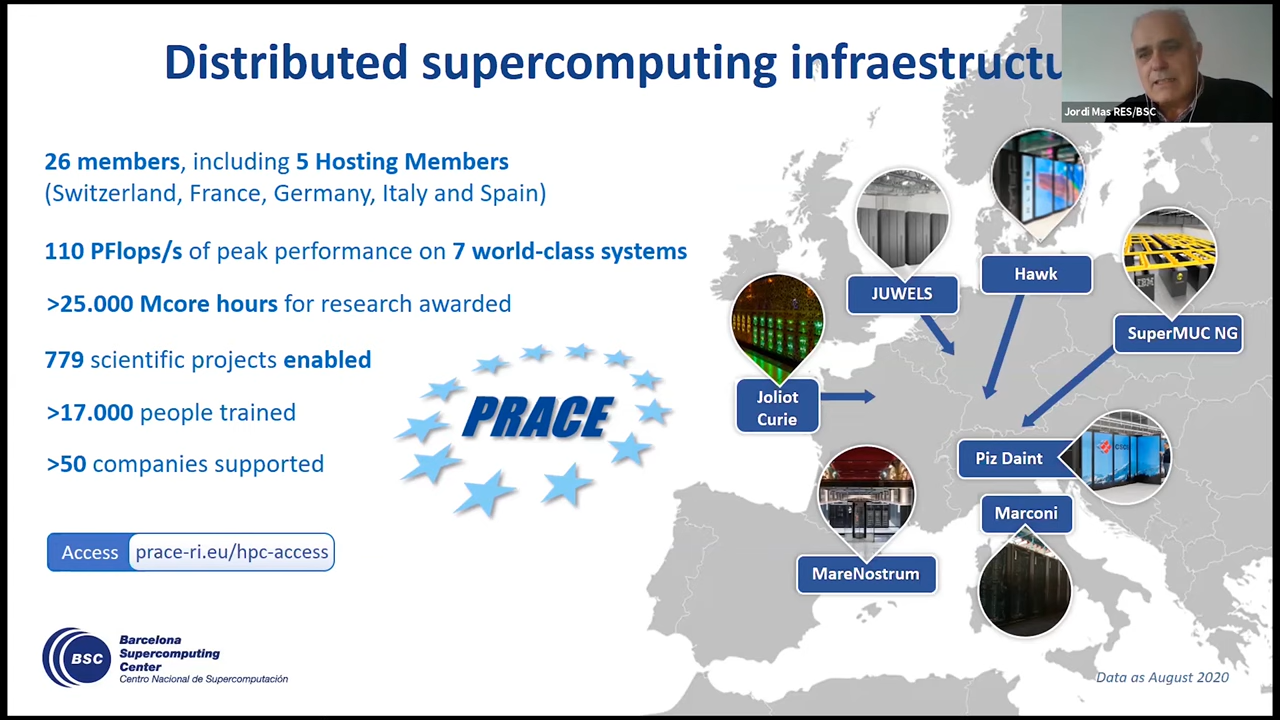 Distributed supercomputing infraestructu
Jordi Mas RES/BSC
26 members, including 5 Hosting Members
(Switzerland, France, Germany, Italy and Spain)
110 PFlops/s of peak performance on 7 world-class systems
>25.000 Mcore hours for research awarded
779 scientific projects enabled
>17.000 people trained
>50 companies supported
PRACE
Access prace-ri.eu/hpc-access
JUWELS
Hawk
IBM
SuperMUC NG
Joliot
Curie
Piz Daint
CSCS
Marconi
MareNostrum
BSC
Barcelona
Supercomputing
Center
Centro Nacional de Supercomputación
Data as August 2020